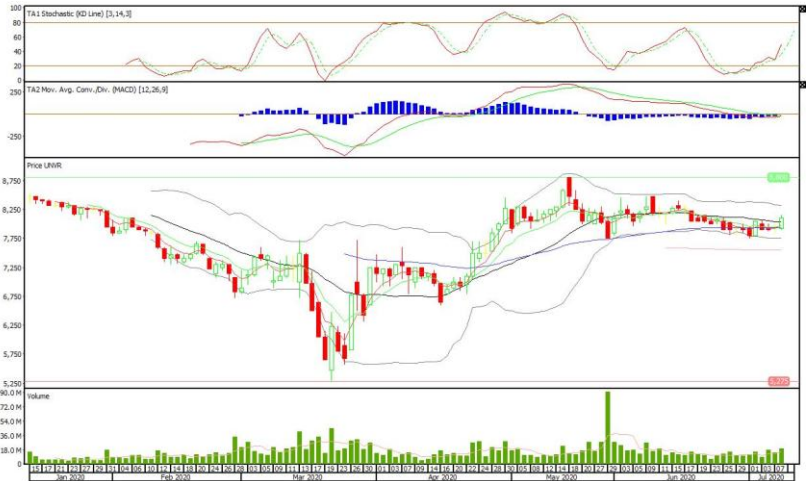 TA1 Stochastic (KD Line) [3,14,3]
100
80
60
40
20
0
TA2 Mov. Avg. Conv./Div. (MACD) [12,26,9]
250
-250
Price UNVR
8,750
8,250
7,750
7,250
6,750
6,250
5,750
5,250
5,275
Volume
90.0 M
72.0 M
54.0 M
36.0 M
18.0 M
0
Jan 2020 Feb 2020 Mar 2020 Apr 2020 May 2020 Jun 2020 Jul 2020